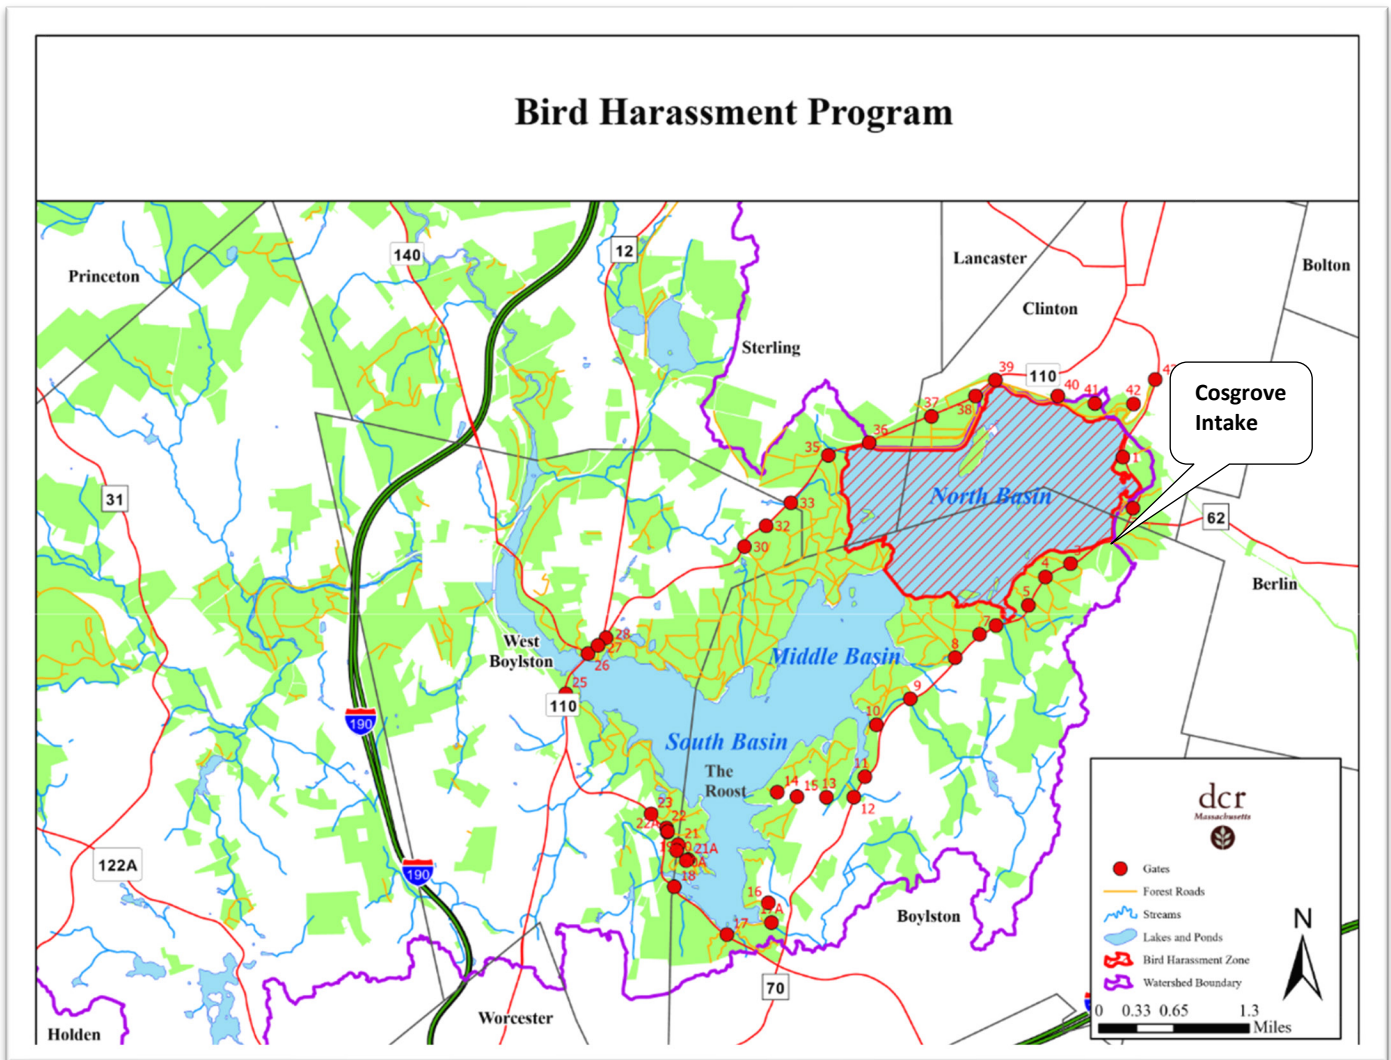 Bird Harassment Program
Princeton
140
12
Lancaster
Bolton
Clinton
Sterling
39
110
40
41
42
37
38
36
35
Cosgrove
Intake
1
31
33
32
30
North Basin
62
3
4
5
Berlin
7
8
28
27
26
25
West
Boylston
110
Middle Basin
9
10
190
South Basin
The
Roost
11
12
13
14
15
23
22
22A
21
21A
18
190
122A
16
17A
17
Boylston
70
Worcester
Holden
dcr
Massachusetts
Gates
Forest Roads
Streams
Lakes and Ponds
Bird Harassment Zone
Watershed Boundary
N
0 0.33 0.65 1.3
Miles